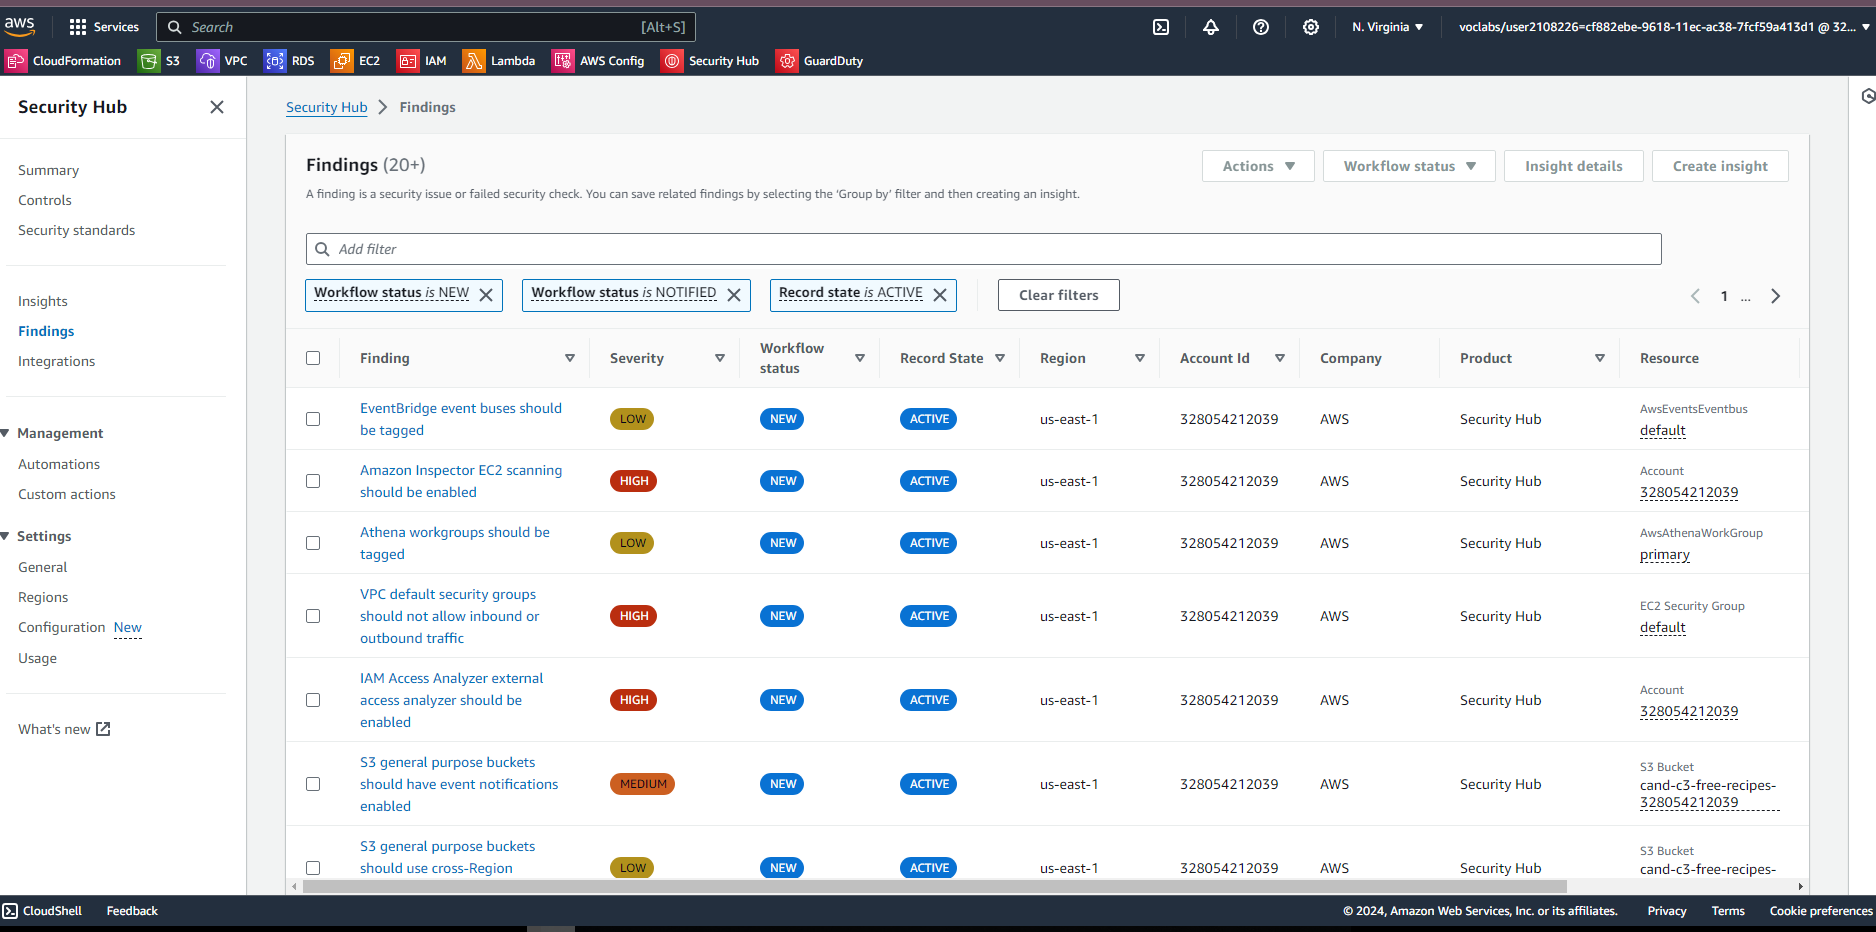 aws
Services
Search
[Alt+S]
N. Virginia
voclabs/user2108226=cf882ebe-9618-11ec-ac38-7fcf59a413d1 @ 32...
CloudFormation
S3
VPC
RDS
EC2
IAM
Lambda
AWS Config
Security Hub
GuardDuty
Security Hub
Summary
Controls
Security standards
Insights
Findings
Integrations
Management
Automations
Custom actions
Settings
General
Regions
Configuration New
Usage
What's new
Security Hub > Findings
Findings (20+)
Actions
Workflow status
Insight details
Create insight
A finding is a security issue or failed security check. You can save related findings by selecting the 'Group by' filter and then creating an insight.
Add filter
Workflow status is NEW
Workflow status is NOTIFIED
Record state is ACTIVE
Clear filters
1 ...
Finding
Severity
Workflow
status
Record State
Region
Account Id
Company
Product
Resource
EventBridge event buses should
be tagged
LOW
NEW
ACTIVE
us-east-1
328054212039
AWS
Security Hub
AwsEventsEventbus
default
Amazon Inspector EC2 scanning
should be enabled
HIGH
NEW
ACTIVE
us-east-1
328054212039
AWS
Security Hub
Account
328054212039
Athena workgroups should be
tagged
LOW
NEW
ACTIVE
us-east-1
328054212039
AWS
Security Hub
AwsAthenaWorkGroup
primary
VPC default security groups
should not allow inbound or
outbound traffic
HIGH
NEW
ACTIVE
us-east-1
328054212039
AWS
Security Hub
EC2 Security Group
default
IAM Access Analyzer external
access analyzer should be
enabled
HIGH
NEW
ACTIVE
us-east-1
328054212039
AWS
Security Hub
Account
328054212039
S3 general purpose buckets
should have event notifications
enabled
MEDIUM
NEW
ACTIVE
us-east-1
328054212039
AWS
Security Hub
S3 Bucket
cand-c3-free-recipes-
328054212039
S3 general purpose buckets
should use cross-Region
LOW
NEW
ACTIVE
us-east-1
328054212039
AWS
Security Hub
S3 Bucket
cand-c3-free-recipes-
CloudShell
Feedback
© 2024, Amazon Web Services, Inc. or its affiliates.
Privacy
Terms
Cookie preferences